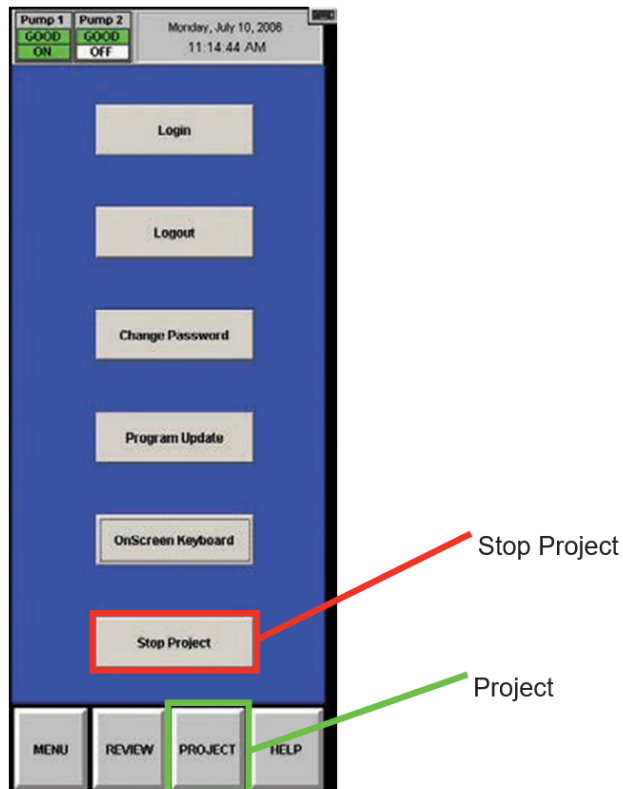 Pump 1 Pump 2
GOOD GOOD
ON OFF
Monday, July 10, 2006
11:14:44 AM
Login
Logout
Change Password
Program Update
OnScreen Keyboard
Stop Project
Stop Project
Project
MENU REVIEW PROJECT HELP